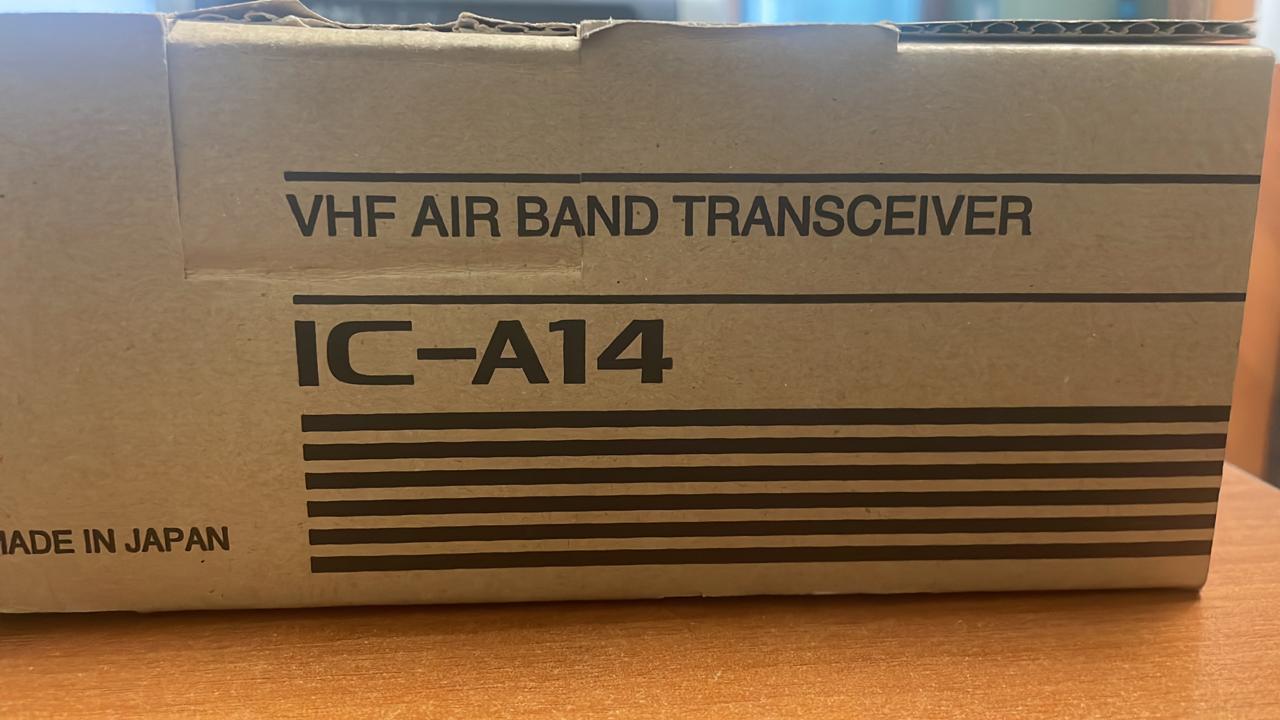 VHF AIR BAND TRANSCEIVER
IC-A14
MADE IN JAPAN